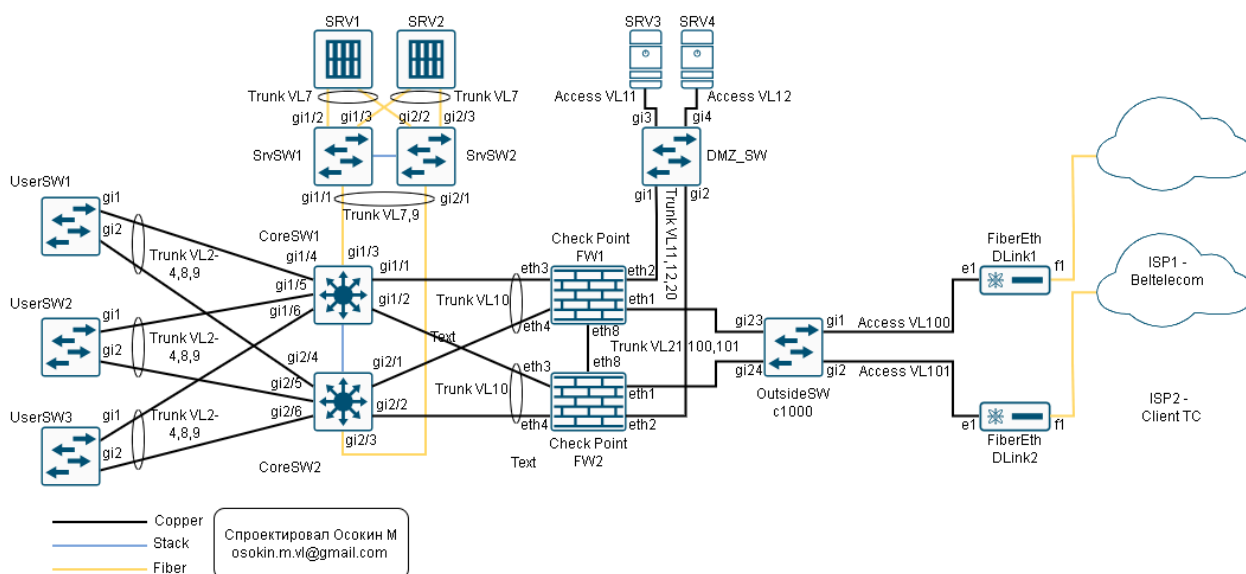 SRV1
SRV2
SRV3
SRV4
Trunk VL7
Trunk VL7
Access VL11
Access VL12
gi1/2
gi1/3
gi2/2
gi2/3
gi3
gi4
SrvSW1
SrvSW2
DMZ_SW
gi1/1
gi2/1
gi1
gi2
Trunk VL7,9
Trunk VL11,12,20
UserSW1
gi1
gi2
Trunk VL2-
4,8,9
CoreSW1
gi1/3
gi1/4
gi1/1
gi1/5
gi1/2
gi1/6
Check Point
FW1
eth3
eth2
eth1
Trunk VL10
eth4
eth8
Text
FiberEth
DLink1
e1
f1
ISP1 -
Beltelecom
UserSW2
gi1
gi2
Trunk VL2-
4,8,9
gi2/4
gi2/1
gi2/5
gi2/2
gi2/6
gi2/3
CoreSW2
eth8
eth3
Trunk VL10
eth1
eth4
eth2
Check Point
FW2
Text
Trunk VL21,100,101
gi23
gi24
gi1
gi2
Access VL100
Access VL101
OutsideSW
c1000
e1
f1
FiberEth
DLink2
ISP2 -
Client TC
UserSW3
gi1
gi2
Trunk VL2-
4,8,9
Copper
Stack
Fiber
Спроектировал Осокин М
osokin.m.vl@gmail.com